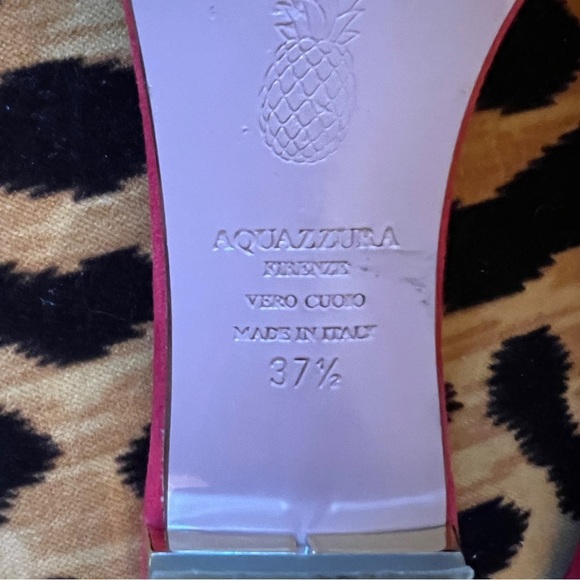 AQUAZZURA
FIRENZE
VERO CUOIO
MADE IN ITALY
37½